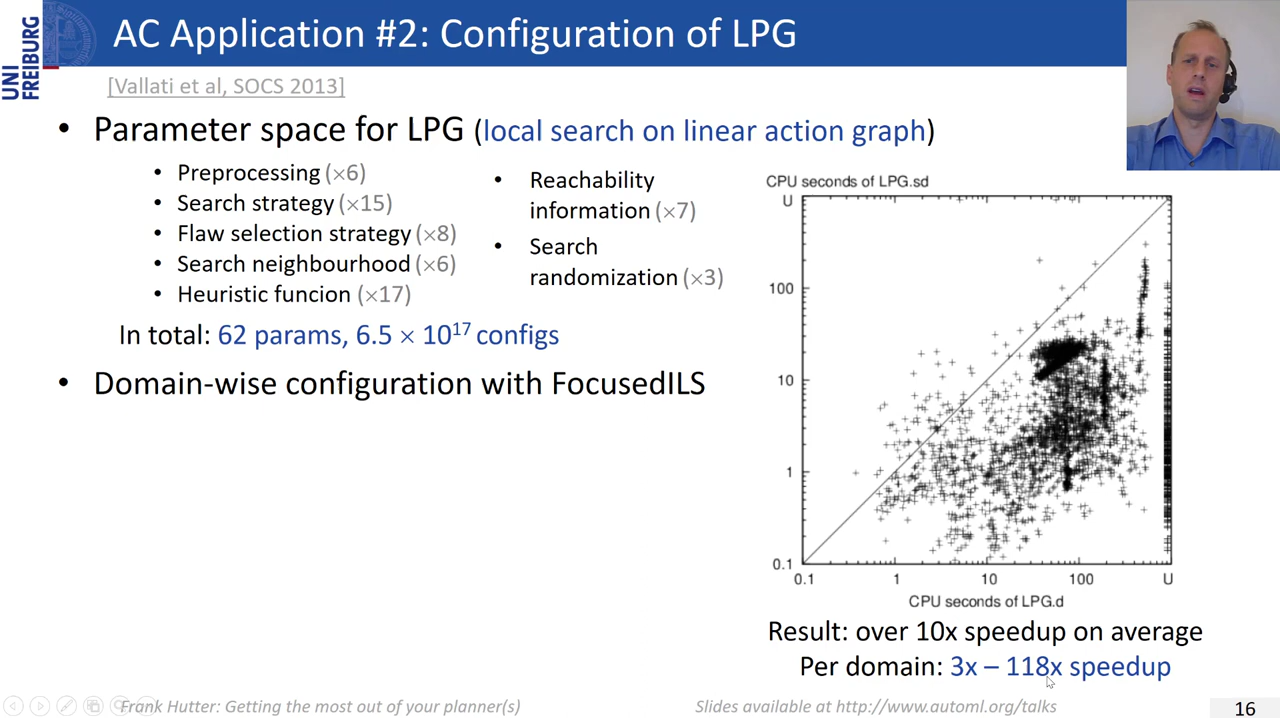 UNI
FREIBURG
AC Application #2: Configuration of LPG
[Vallati et al, SOCS 2013]
• Parameter space for LPG (local search on linear action graph)
• Preprocessing (×6)
• Search strategy (×15)
• Flaw selection strategy (×8)
• Search neighbourhood (×6)
• Heuristic funcion (×17)
• Reachability
information (×7)
• Search
randomization (×3)
In total: 62 params, 6.5 × 10¹⁷ configs
• Domain-wise configuration with FocusedILS
CPU seconds of LPG.sd
U
100
10
1
0.1
0.1 1 10 100 U
CPU seconds of LPG.d
Result: over 10x speedup on average
Per domain: 3x – 118x speedup
Frank Hutter: Getting the most out of your planner(s)
Slides available at http://www.automl.org/talks
16